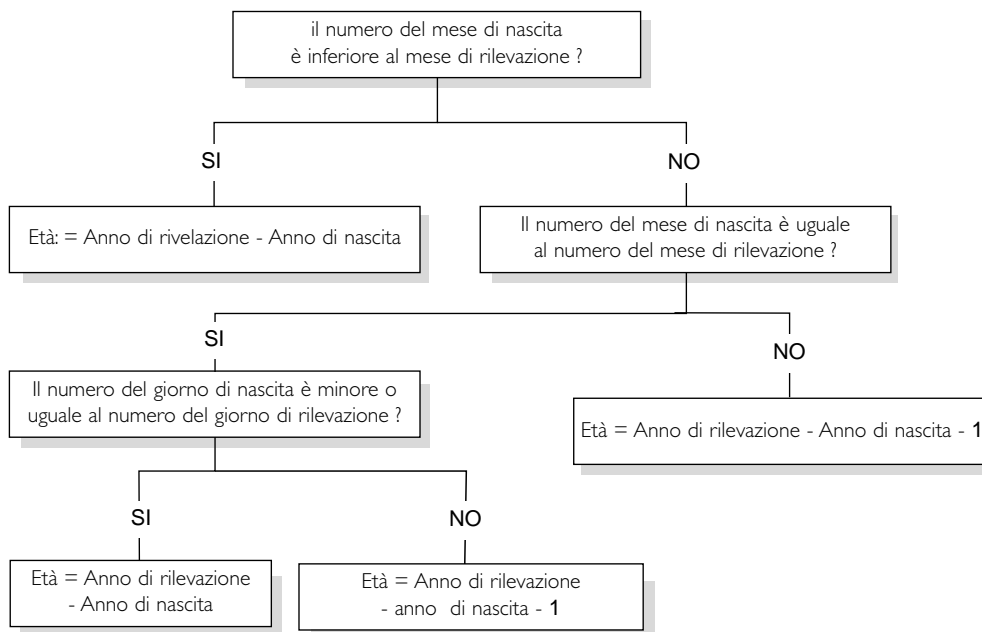 il numero del mese di nascita
è inferiore al mese di rilevazione ?
SI
NO
Età: = Anno di rivelazione - Anno di nascita
Il numero del mese di nascita è uguale
al numero del mese di rilevazione ?
SI
NO
Il numero del giorno di nascita è minore o
uguale al numero del giorno di rilevazione ?
Età = Anno di rilevazione - Anno di nascita - 1
SI
NO
Età = Anno di rilevazione
- Anno di nascita
Età = Anno di rilevazione
- anno di nascita - 1